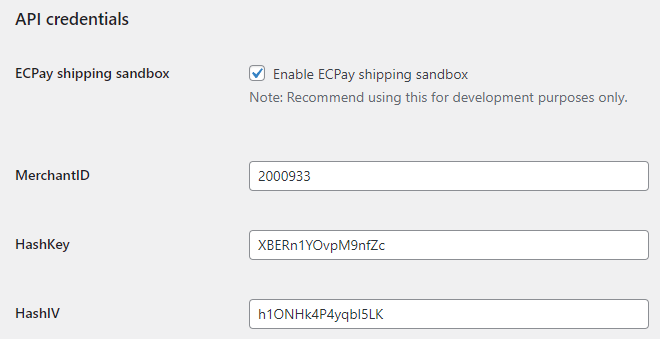 API credentials
ECPay shipping sandbox
Enable ECPay shipping sandbox
Note: Recommend using this for development purposes only.
MerchantID
2000933
HashKey
XBERn1YOvpM9nfZc
HashIV
h1ONHk4P4yqbl5LK